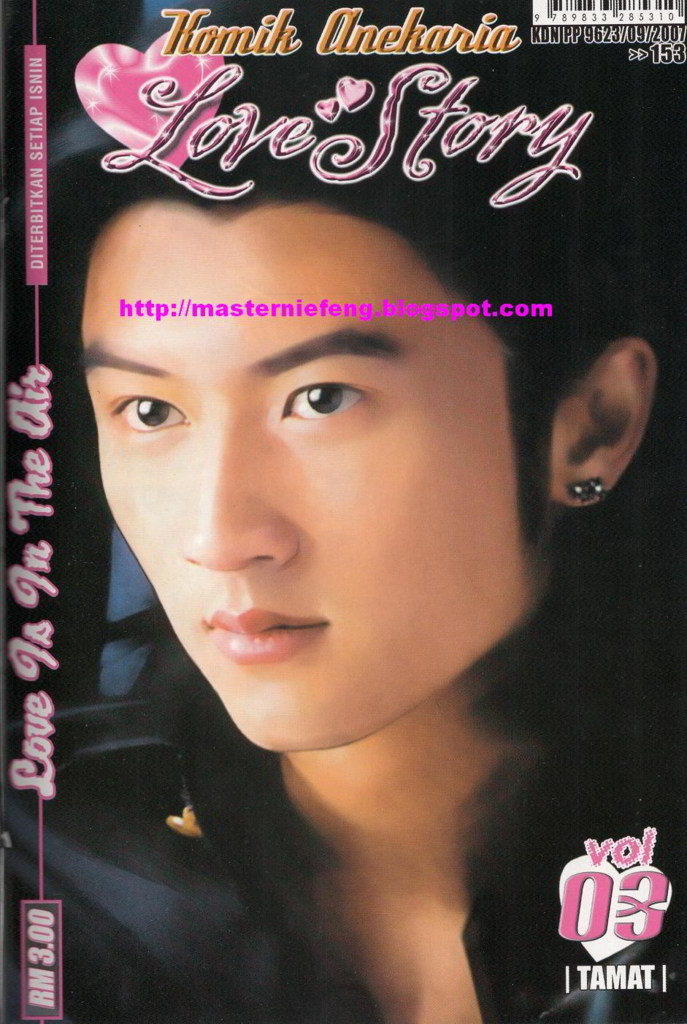 Komik Anekaria
Love Story
9 789833 285310
KDN PP 9623/09/2007
>> 153
DITERBITKAN SETIAP ISNIN
http://masterniefeng.blogspot.com
Love Is In The Air
RM 3.00
vol
03
| TAMAT |